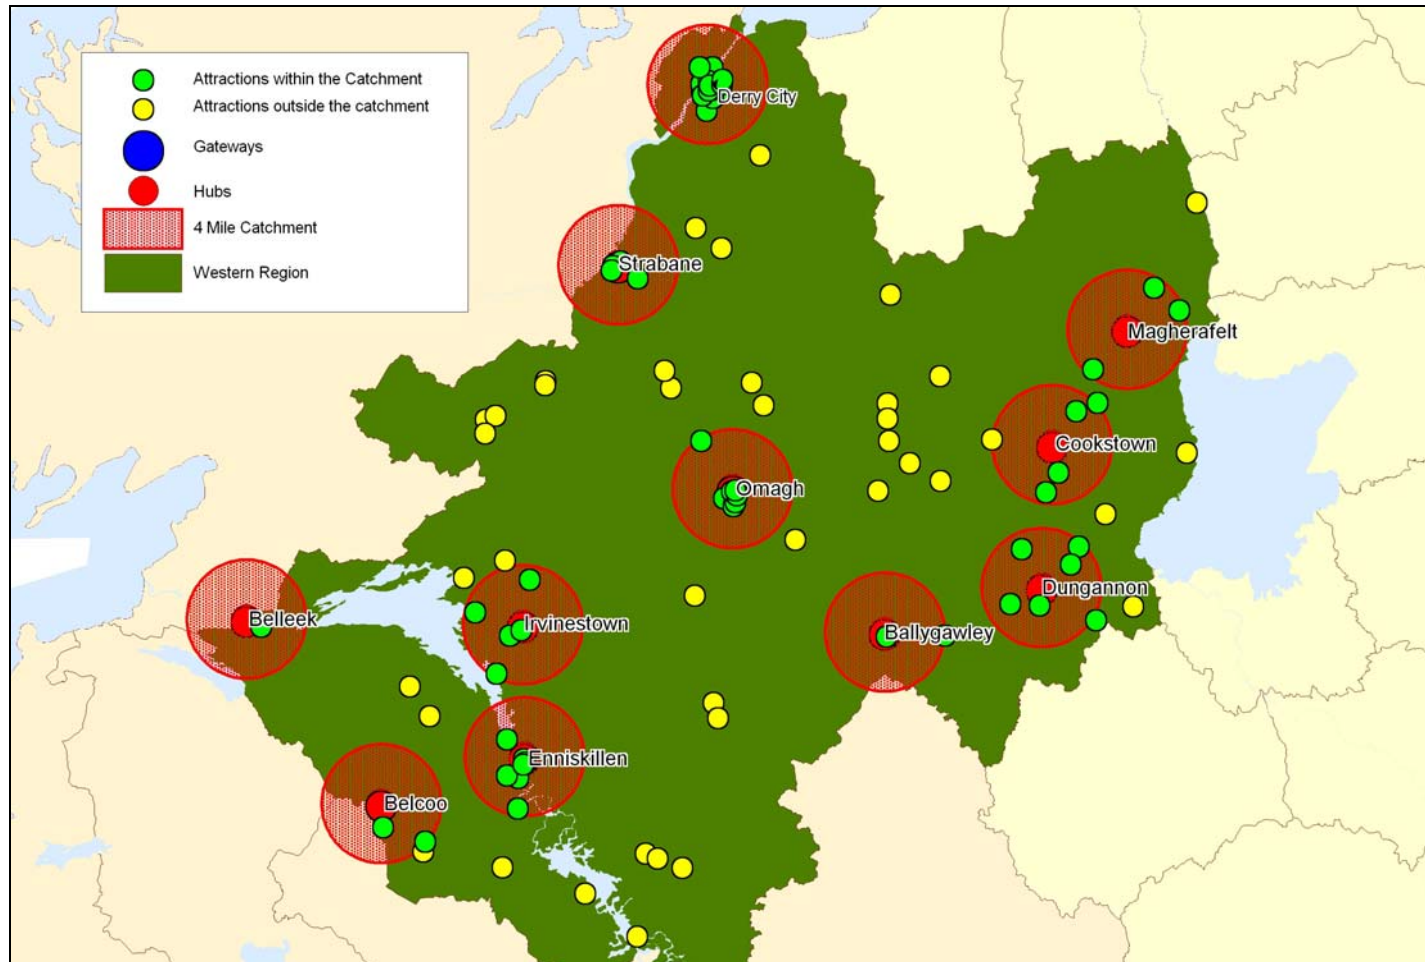 Attractions within the Catchment
Attractions outside the catchment
Gateways
Hubs
4 Mile Catchment
Western Region
Derry City
Strabane
Magherafelt
Cookstown
Omagh
Dungannon
Belleek
Irvinestown
Ballygawley
Enniskillen
Belcoo